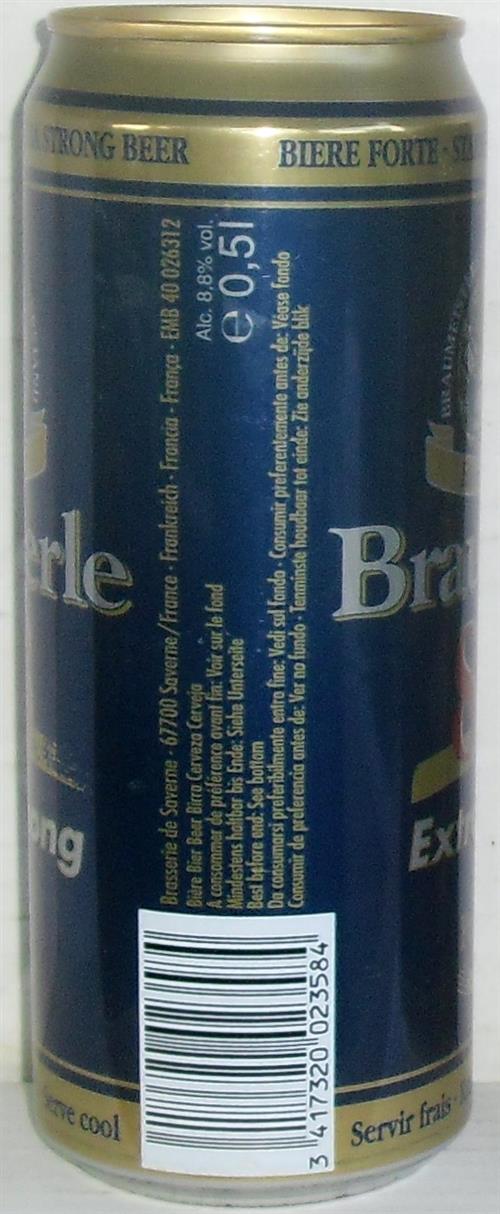 STRONG BEER
BIERE FORTE
Brasserie de Saverne · 67700 Saverne/France · Frankreich · Francia · França · EMB 40 026312
Bière Bier Beer Birra Cerveza Cerveja
A consommer de préférence avant fin: Voir sur le fond
Mindestens haltbar bis Ende: Siehe Unterseite
Best before end: See bottom
Da consumarsi preferibilmente entro fine: Vedi sul fondo · Consumir preferentemente antes de: Véase fondo
Consumir de preferencia antes de: Ver no fundo · Tenminste houdbaar tot einde: Zie onderzijde blik
Alc. 8,8% vol.
e 0,5l
erle
ong
Bra
8
Ext
3 417320 023584
serve cool
Servir frais